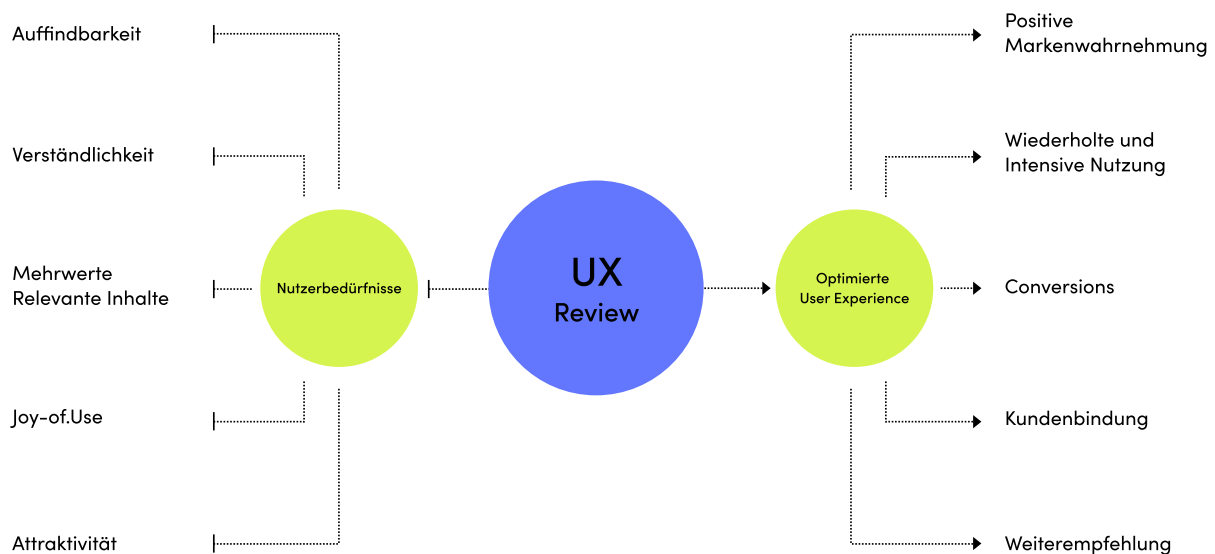 Auffindbarkeit
Verständlichkeit
Mehrwerte
Relevante Inhalte
Joy-of.Use
Attraktivität
Nutzerbedürfnisse
UX
Review
Optimierte
User Experience
Positive
Markenwahrnehmung
Wiederholte und
Intensive Nutzung
Conversions
Kundenbindung
Weiterempfehlung